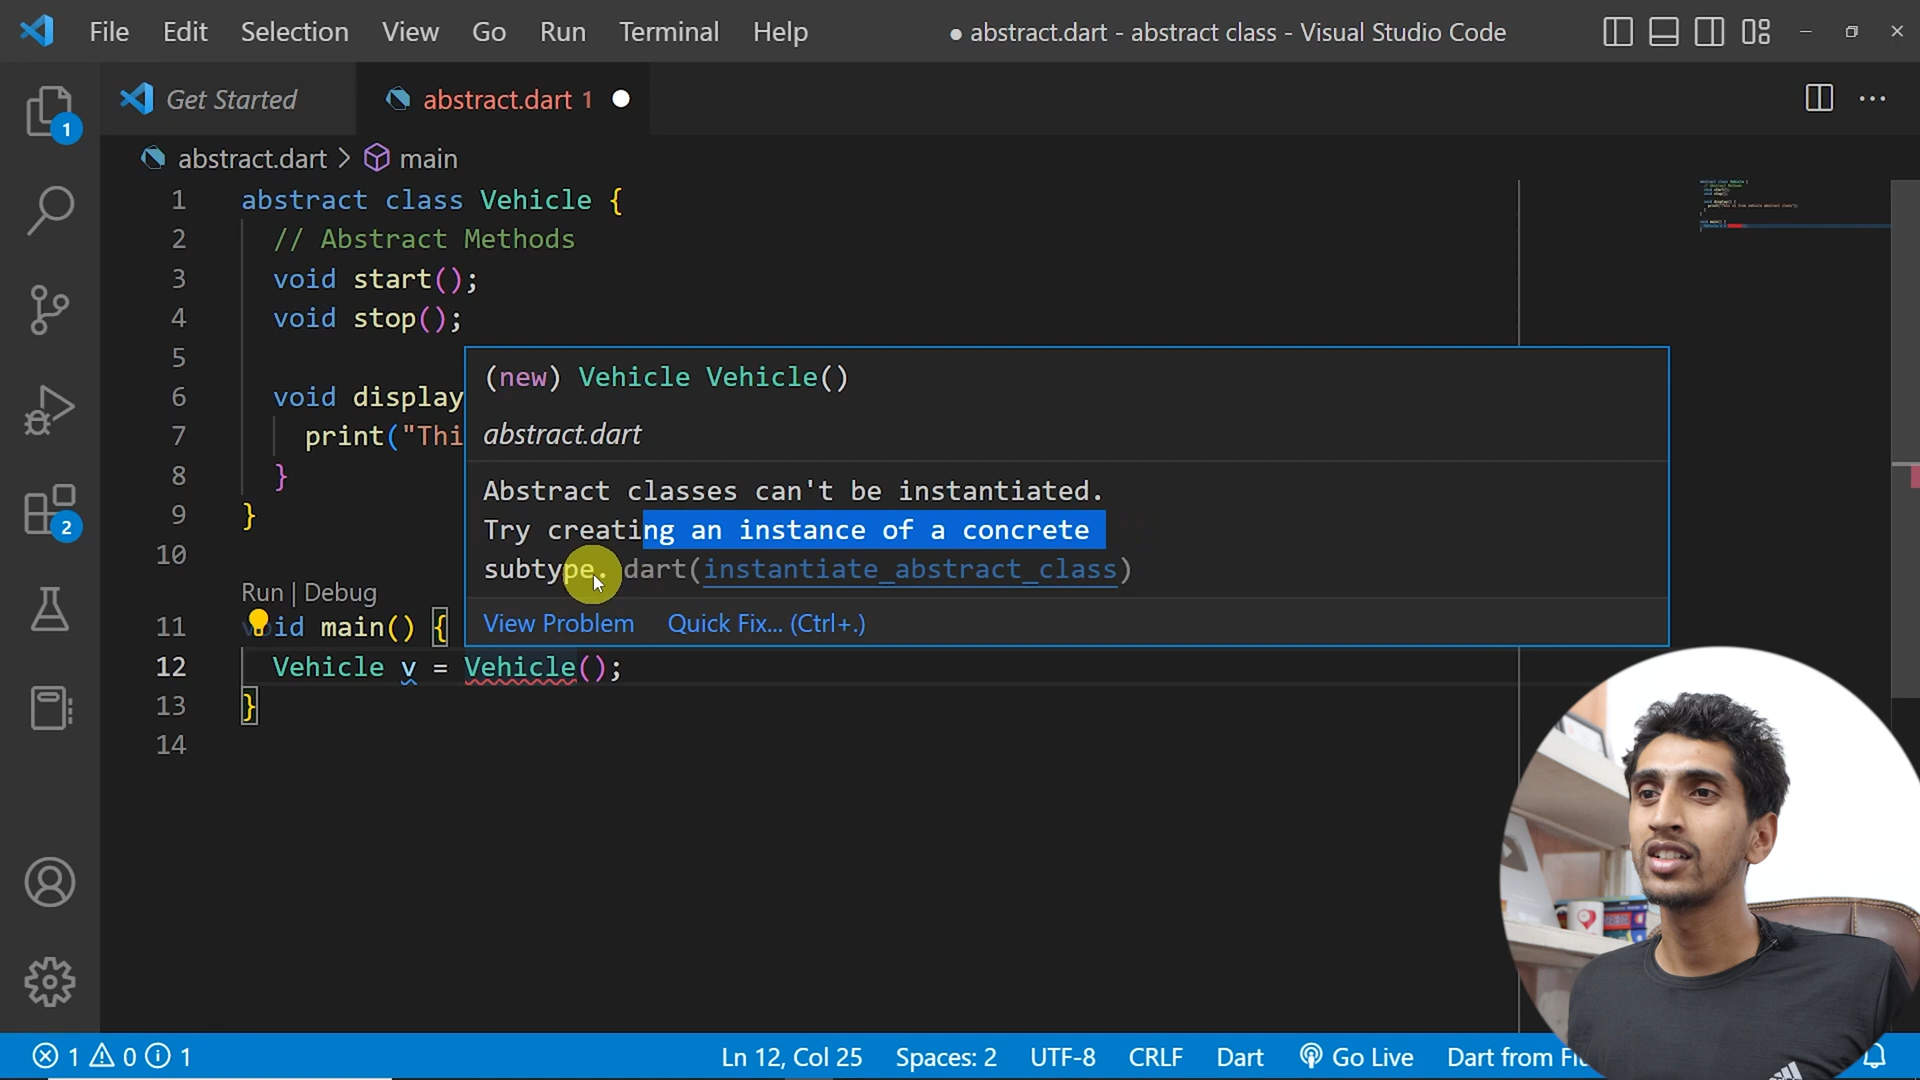 File Edit Selection View Go Run Terminal Help ● abstract.dart - abstract class - Visual Studio Code
Get Started abstract.dart 1
abstract.dart > main
1
1 abstract class Vehicle {
2 // Abstract Methods
3 void start();
4 void stop();
5
(new) Vehicle Vehicle()
6 void display
abstract.dart
7 print("Thi
8 }
Abstract classes can't be instantiated.
9 }
Try creating an instance of a concrete
10
subtype. dart(instantiate_abstract_class)
2
Run | Debug
View Problem Quick Fix... (Ctrl+.)
11 void main() {
12 Vehicle v = Vehicle();
13 }
14
1 0 1 Ln 12, Col 25 Spaces: 2 UTF-8 CRLF Dart Go Live Dart from